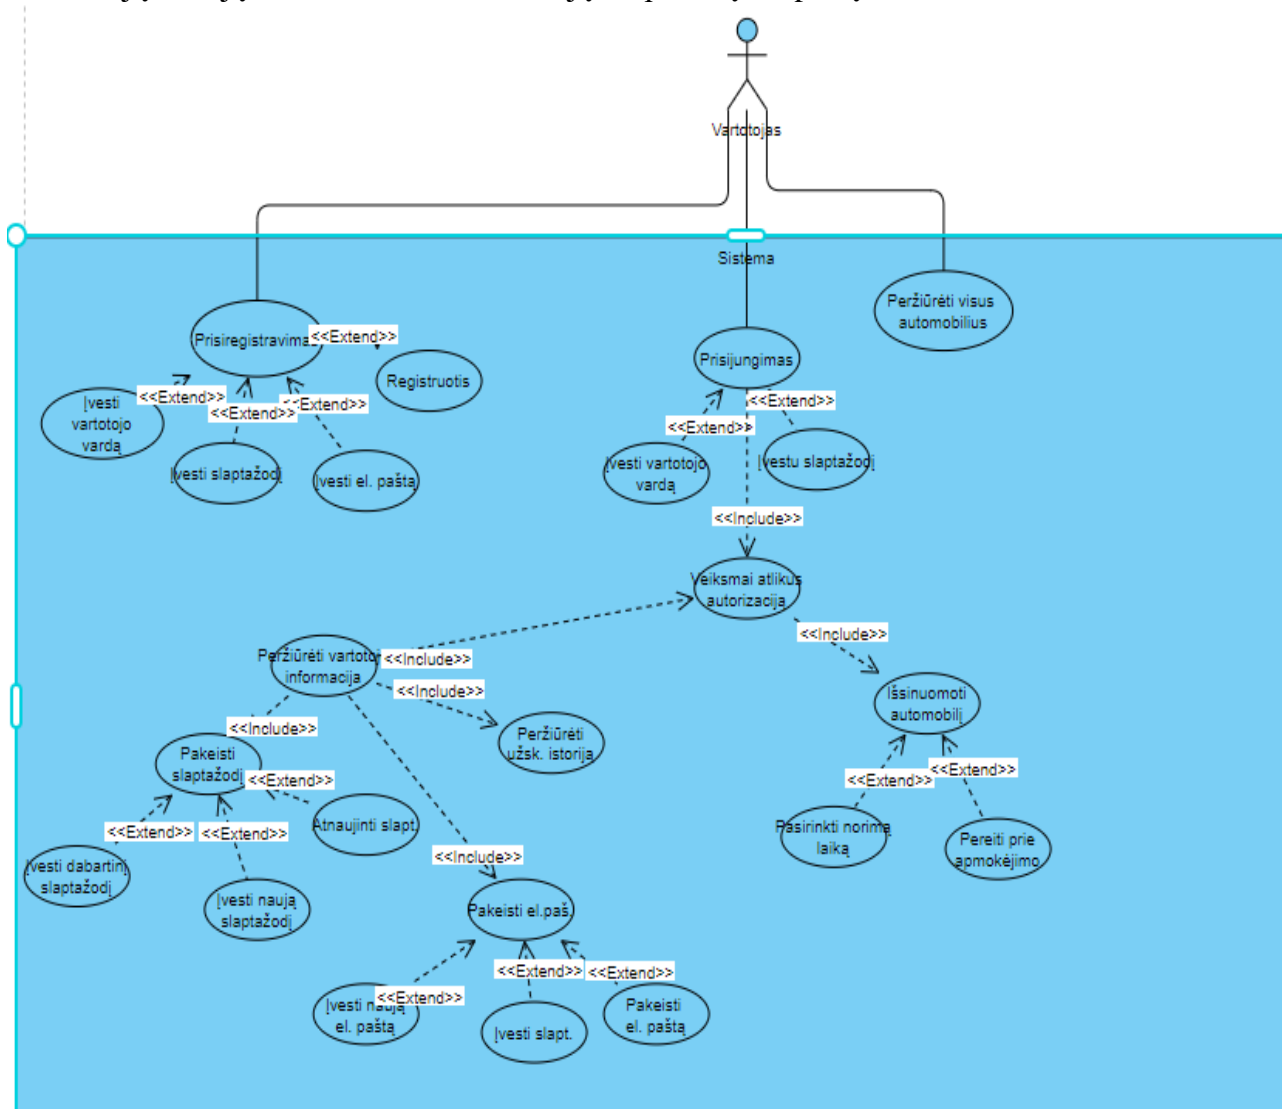 Vartotojas
Sistema
Peržiūrėti visus
automobilius
Prisiregistravimas
<<Extend>>
Registruotis
Prisijungimas
<<Extend>>
<<Extend>>
<<Extend>>
Įvesti
vartotojo
vardą
Įvesti slaptažodį
Įvesti el. paštą
<<Extend>>
<<Extend>>
Įvesti vartotojo
vardą
Įvestu slaptažodį
<<Include>>
Veiksmai atlikus
autorizaciją
<<Include>>
Peržiūrėti
informacija
<<Include>>
<<Include>>
Išsinuomoti
automobilį
<<Include>>
Peržiūrėti
užsk. istoriją
Pakeisti
slaptažodį
<<Extend>>
<<Extend>>
<<Extend>>
Atnaujinti slapt.
<<Extend>>
<<Extend>>
Pasirinkti norimą
laiką
Pereiti prie
apmokėjimo
<<Include>>
Įvesti dabartinį
slaptažodį
Įvesti naują
slaptažodį
Pakeisti el.paš.
<<Extend>>
<<Extend>>
<<Extend>>
Įvesti naują
el. paštą
Įvesti slapt.
Pakeisti
el. paštą